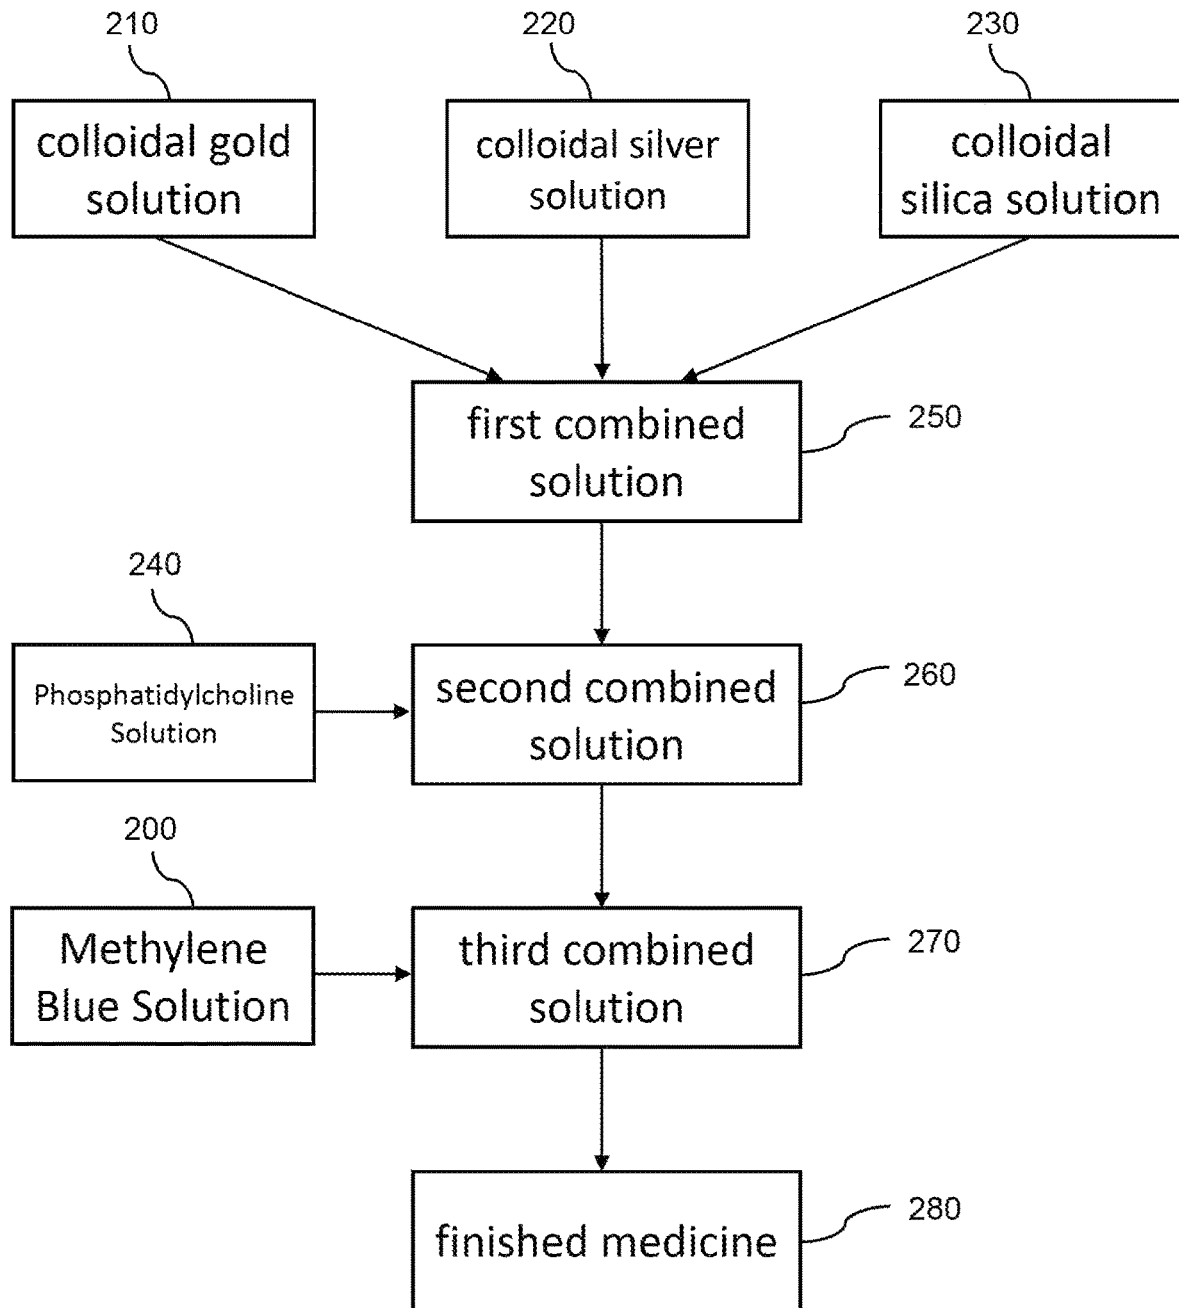 210
220
230
colloidal gold
solution
colloidal silver
solution
colloidal
silica solution
first combined
solution
250
240
Phosphatidylcholine
Solution
second combined
solution
260
200
Methylene
Blue Solution
third combined
solution
270
finished medicine
280